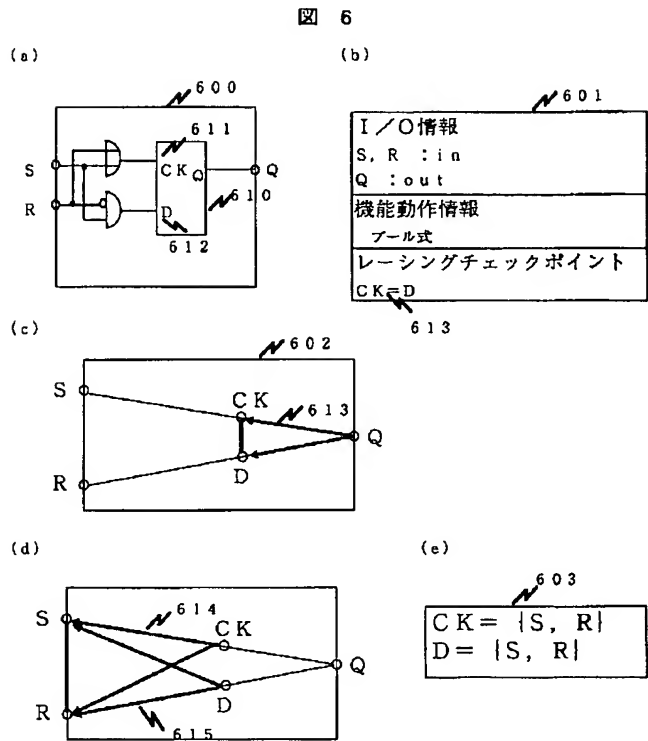 図 6
(a)
600
611
S
CK Q
Q
610
R
D
612
(b)
601
I/O情報
S, R :in
Q :out
機能動作情報
ブール式
レーシングチェックポイント
CK=D
613
(c)
602
S
CK
613
Q
D
R
(d)
S
614
CK
Q
D
R
615
(e)
603
CK= {S, R}
D= {S, R}